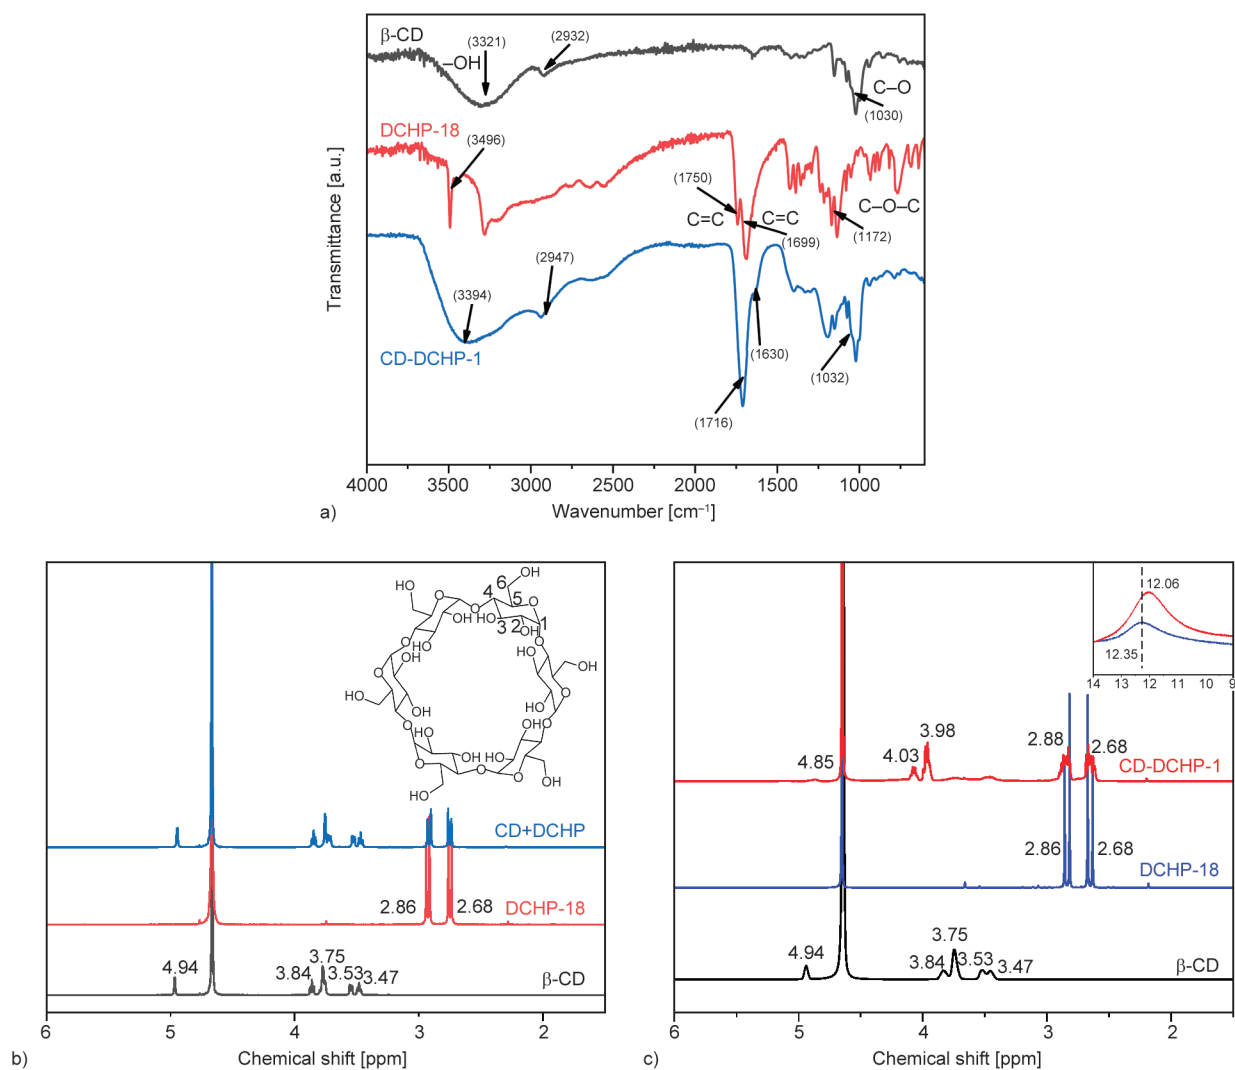 β-CD
(3321)
(2932)
–OH
C–O
(1030)
DCHP-18
(3496)
(1750)
C=C
C=C
(1699)
C–O–C
(1172)
(2947)
(3394)
CD-DCHP-1
(1630)
(1032)
(1716)
Transmittance [a.u.]
4000 3500 3000 2500 2000 1500 1000
Wavenumber [cm⁻¹]
a)
HO
OH
6
4
5
O
O
O
OH
HO
3
2
OH
1
HO
OH
OH
OH
O
O
O
O
OH
HO
HO
OH
O
O
OH
OH
HO
OH
OH
HO
O
O
O
O
OH
HO
CD+DCHP
2.86
2.68
DCHP-18
4.94
3.84
3.75
3.53
3.47
β-CD
6 5 4 3 2
b)
Chemical shift [ppm]
12.06
12.35
14 13 12 11 10 9
4.85
4.03
3.98
2.88
2.68
CD-DCHP-1
2.86
2.68
DCHP-18
4.94
3.84
3.75
3.53
3.47
β-CD
6 5 4 3 2
c)
Chemical shift [ppm]